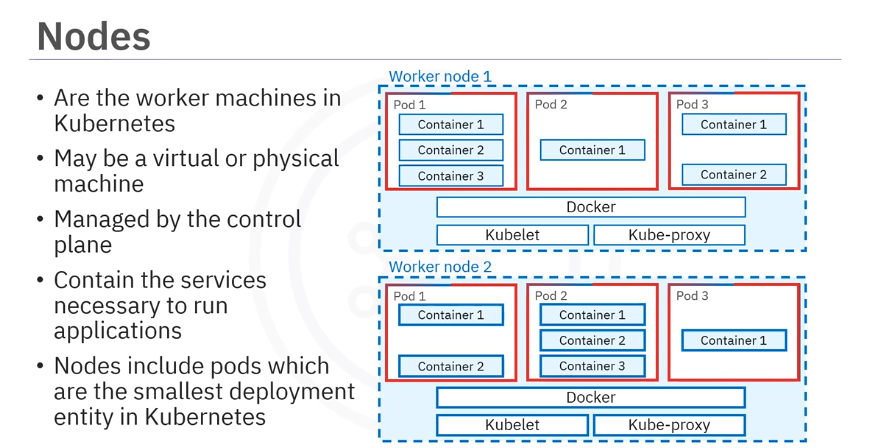 Nodes
• Are the worker machines in
Kubernetes
• May be a virtual or physical
machine
• Managed by the control
plane
• Contain the services
necessary to run
applications
• Nodes include pods which
are the smallest deployment
entity in Kubernetes
Worker node 1
Pod 1
Container 1
Container 2
Container 3
Pod 2
Container 1
Pod 3
Container 1
Container 2
Docker
Kubelet
Kube-proxy
Worker node 2
Pod 1
Container 1
Container 2
Pod 2
Container 1
Container 2
Container 3
Pod 3
Container 1
Docker
Kubelet
Kube-proxy